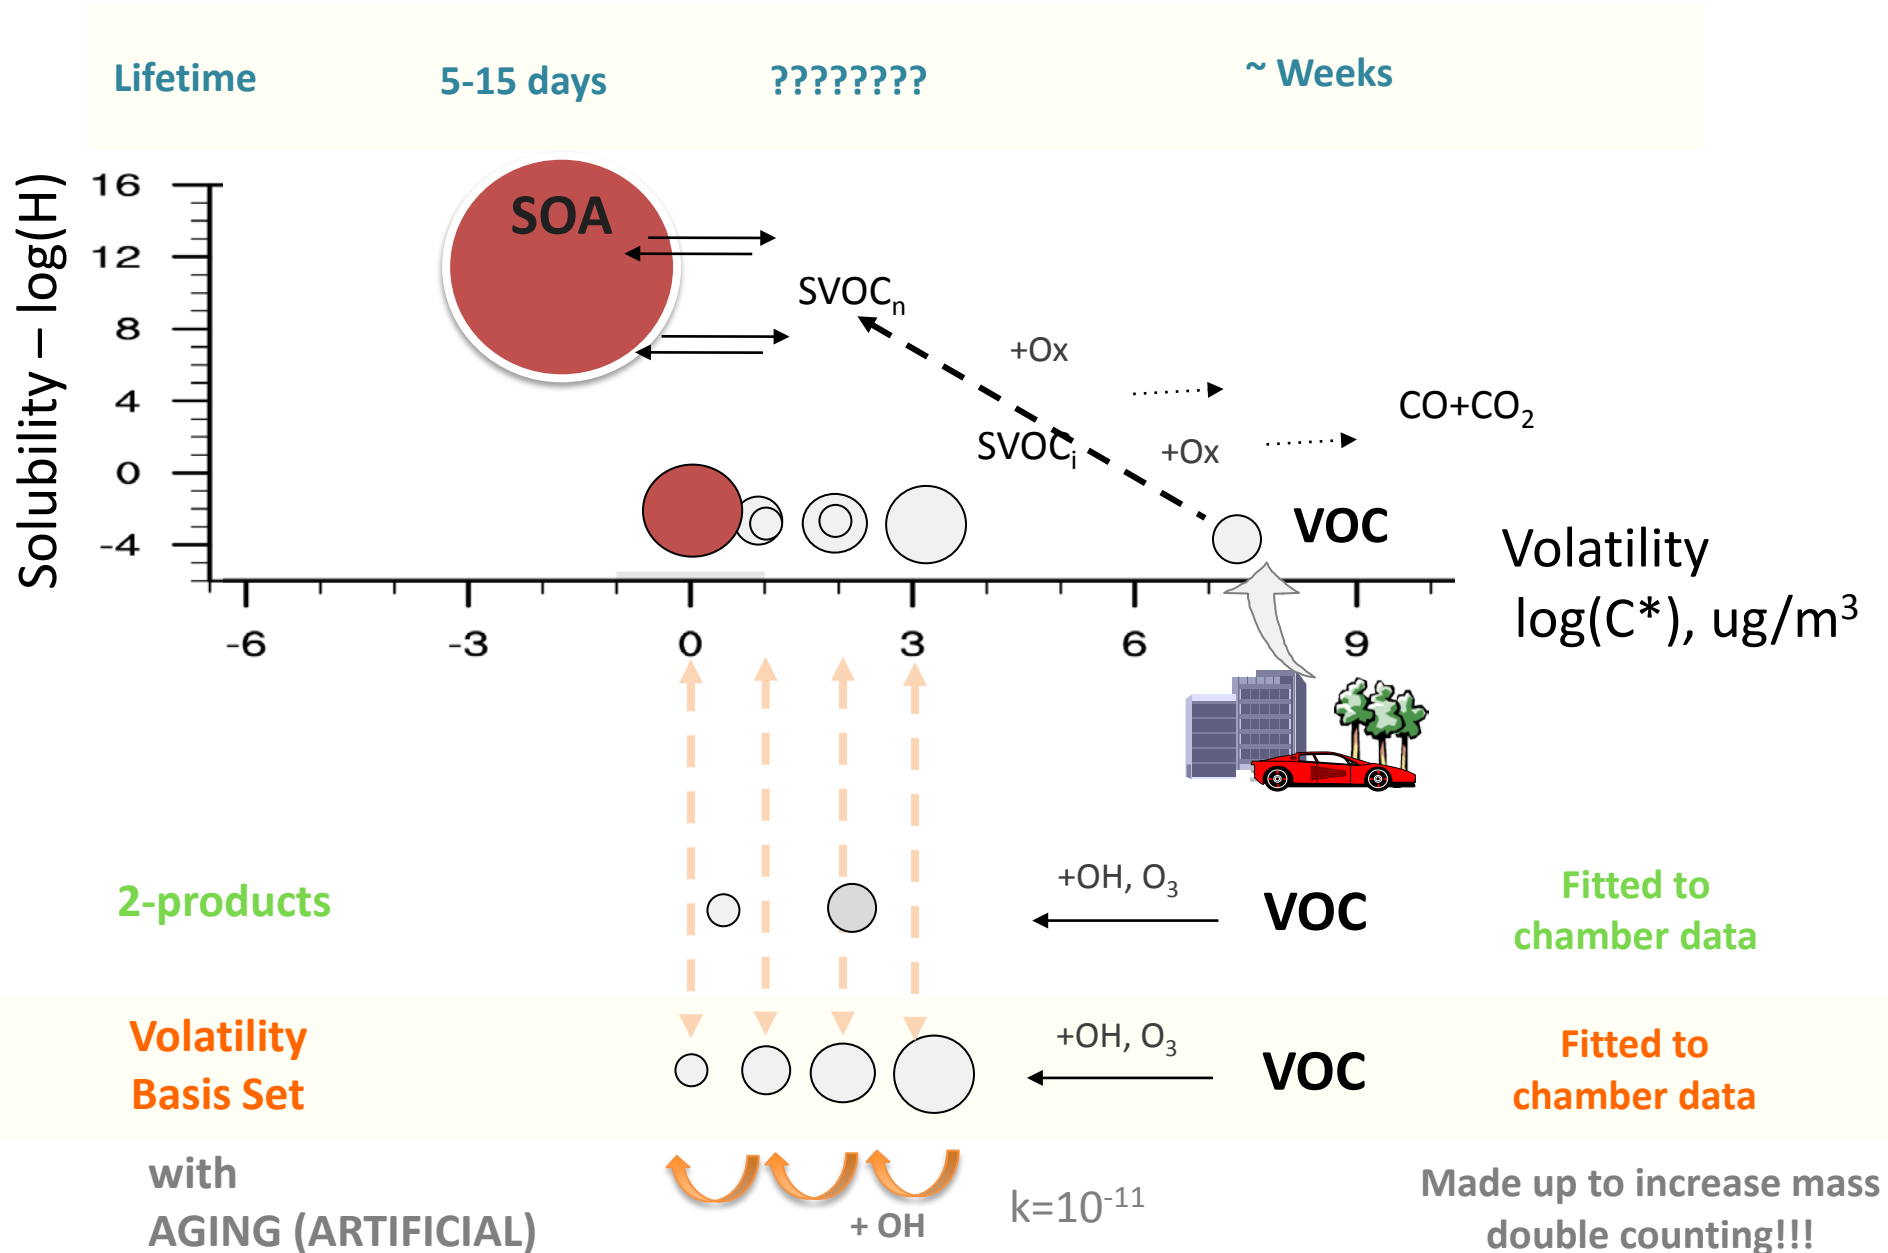 Lifetime
5-15 days
????????
~ Weeks
Solubility – log(H)
16
12
8
4
0
-4
SOA
SVOCn
+Ox
SVOCi
+Ox
CO+CO2
VOC
Volatility
log(C*), ug/m³
-6
-3
0
3
6
9
2-products
+OH, O3
VOC
Fitted to
chamber data
Volatility
Basis Set
+OH, O3
VOC
Fitted to
chamber data
with
AGING (ARTIFICIAL)
+ OH
k=10⁻¹¹
Made up to increase mass
double counting!!!